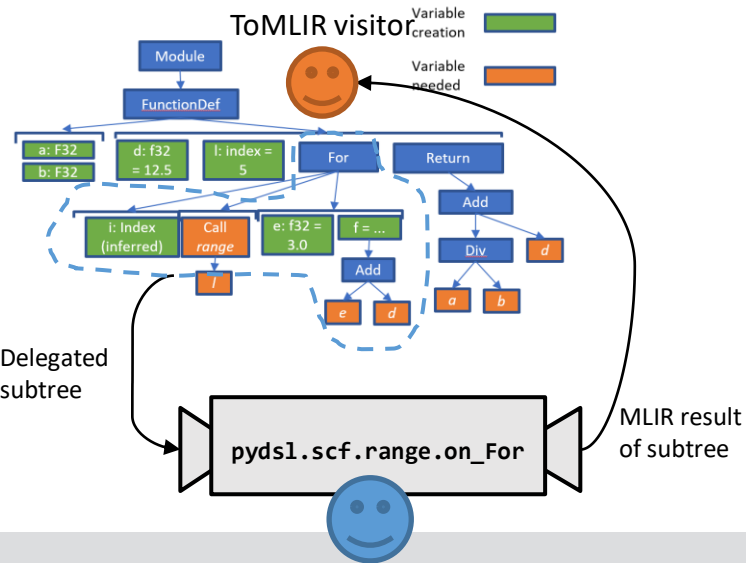 ToMLIR visitor
Variable
creation
Variable
needed
Module
FunctionDef
a: F32
b: F32
d: f32
= 12.5
l: index =
5
For
Return
i: Index
(inferred)
Call
range
l
e: f32 =
3.0
f = ...
Add
e
d
Add
Div
d
a
b
Delegated
subtree
pydsl.scf.range.on_For
MLIR result
of subtree